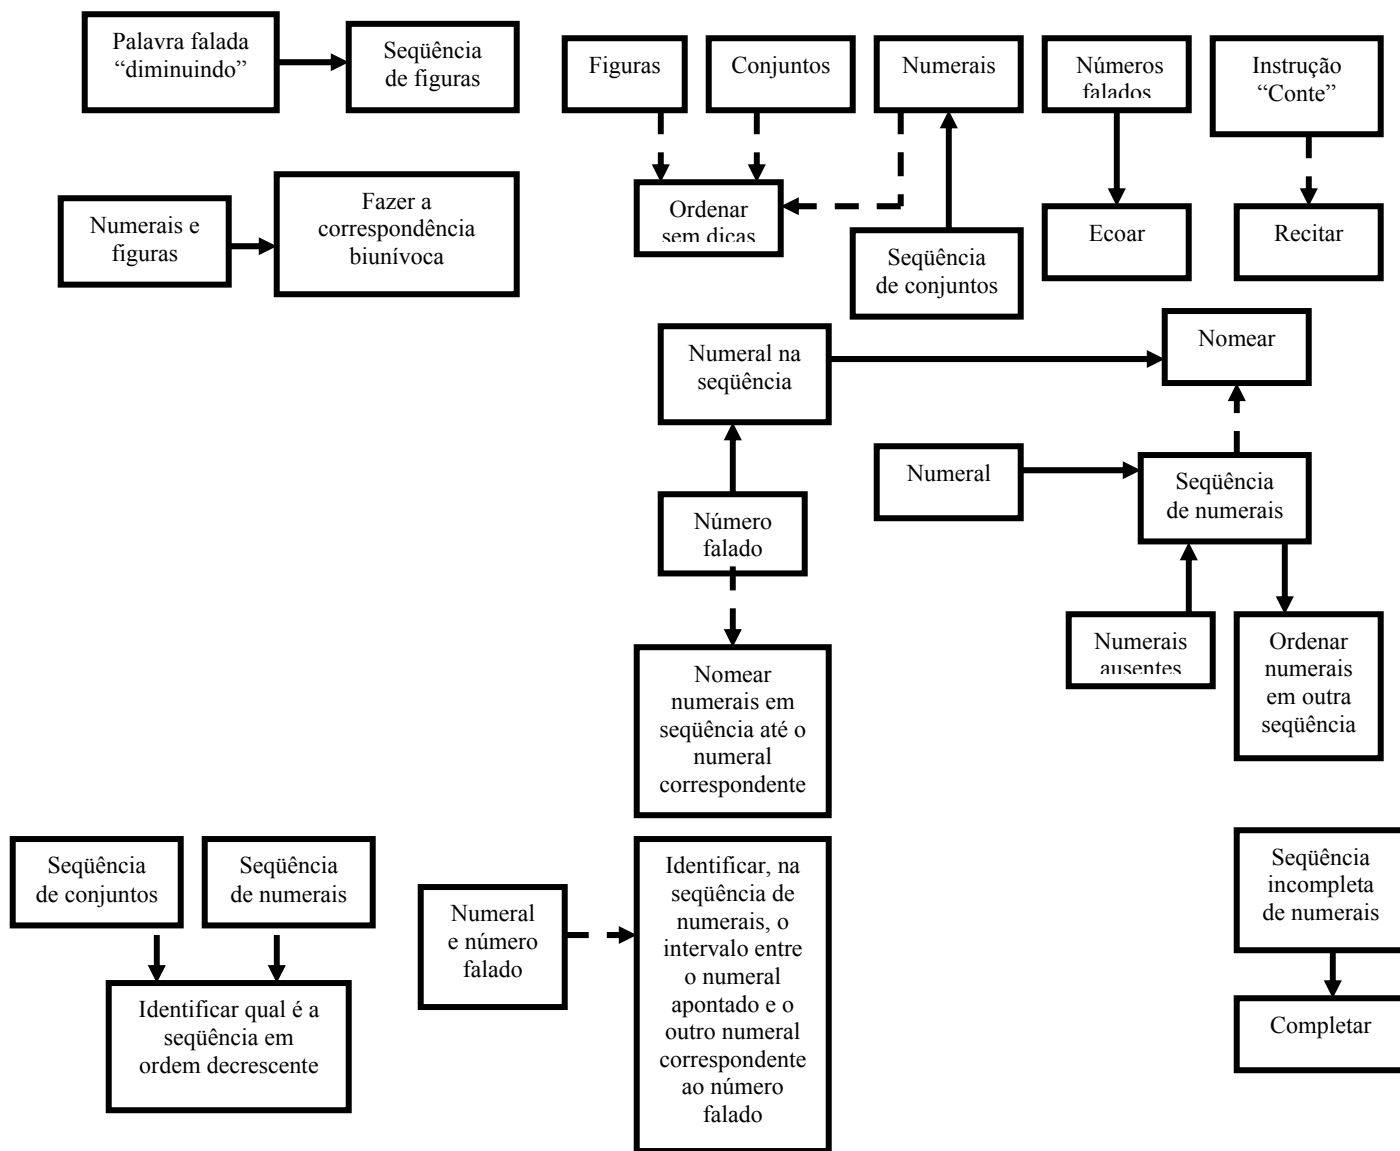 Palavra falada
“diminuindo”
Seqüência
de figuras
Figuras
Conjuntos
Numerais
Números
falados
Instrução
“Conte”
Numerais e
figuras
Fazer a
correspondência
biunívoca
Ordenar
sem dicas
Seqüência
de conjuntos
Ecoar
Recitar
Numeral na
seqüência
Nomear
Numeral
Seqüência
de numerais
Número
falado
Numerais
ausentes
Ordenar
numerais
em outra
seqüência
Nomear
numerais em
seqüência até o
numeral
correspondente
Seqüência
de conjuntos
Seqüência
de numerais
Identificar qual é a
seqüência em
ordem decrescente
Numeral
e número
falado
Identificar, na
seqüência de
numerais, o
intervalo entre
o numeral
apontado e o
outro numeral
correspondente
ao número
falado
Seqüência
incompleta
de numerais
Completar